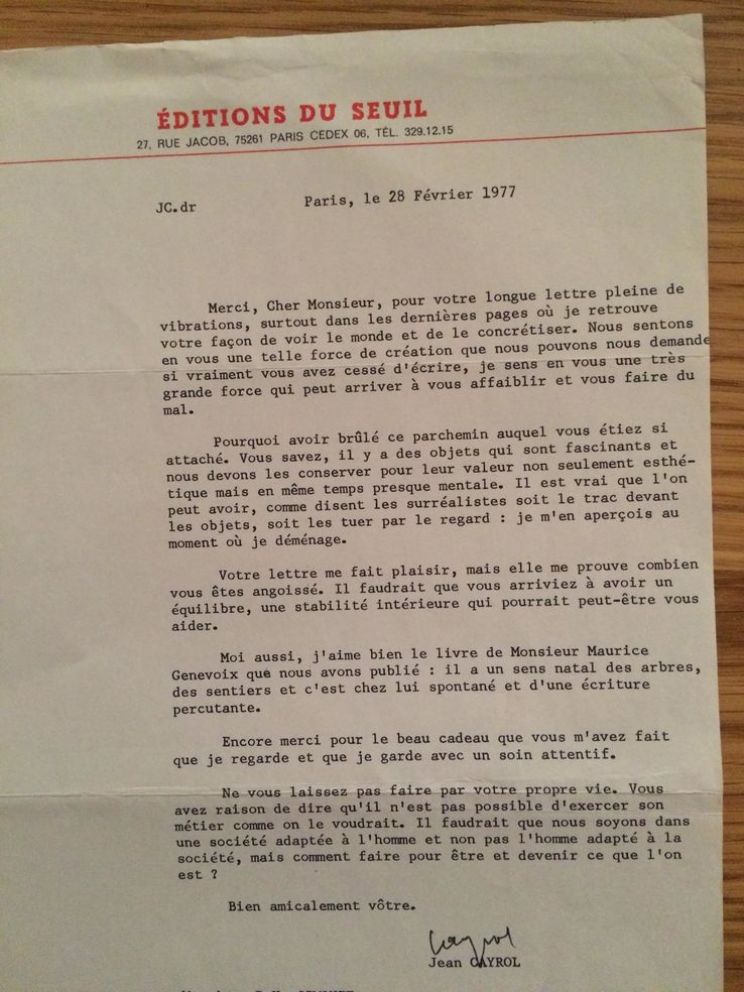 ÉDITIONS DU SEUIL
27, RUE JACOB, 75261 PARIS CEDEX 06, TÉL. 329.12.15
JC.dr
Paris, le 28 Février 1977
Merci, Cher Monsieur, pour votre longue lettre pleine de
vibrations, surtout dans les dernières pages où je retrouve
votre façon de voir le monde et de le concrétiser. Nous sentons
en vous une telle force de création que nous pouvons nous demande
si vraiment vous avez cessé d'écrire, je sens en vous une très
grande force qui peut arriver à vous affaiblir et vous faire du
mal.
Pourquoi avoir brûlé ce parchemin auquel vous étiez si
attaché. Vous savez, il y a des objets qui sont fascinants et
nous devons les conserver pour leur valeur non seulement esthé-
tique mais en même temps presque mentale. Il est vrai que l'on
peut avoir, comme disent les surréalistes soit le trac devant
les objets, soit les tuer par le regard : je m'en aperçois au
moment où je déménage.
Votre lettre me fait plaisir, mais elle me prouve combien
vous êtes angoissé. Il faudrait que vous arriviez à avoir un
équilibre, une stabilité intérieure qui pourrait peut-être vous
aider.
Moi aussi, j'aime bien le livre de Monsieur Maurice
Genevoix que nous avons publié : il a un sens natal des arbres,
des sentiers et c'est chez lui spontané et d'une écriture
percutante.
Encore merci pour le beau cadeau que vous m'avez fait
que je regarde et que je garde avec un soin attentif.
Ne vous laissez pas faire par votre propre vie. Vous
avez raison de dire qu'il n'est pas possible d'exercer son
métier comme on le voudrait. Il faudrait que nous soyons dans
une société adaptée à l'homme et non pas l'homme adapté à la
société, mais comment faire pour être et devenir ce que l'on
est ?
Bien amicalement vôtre.
Cayrol
Jean CAYROL